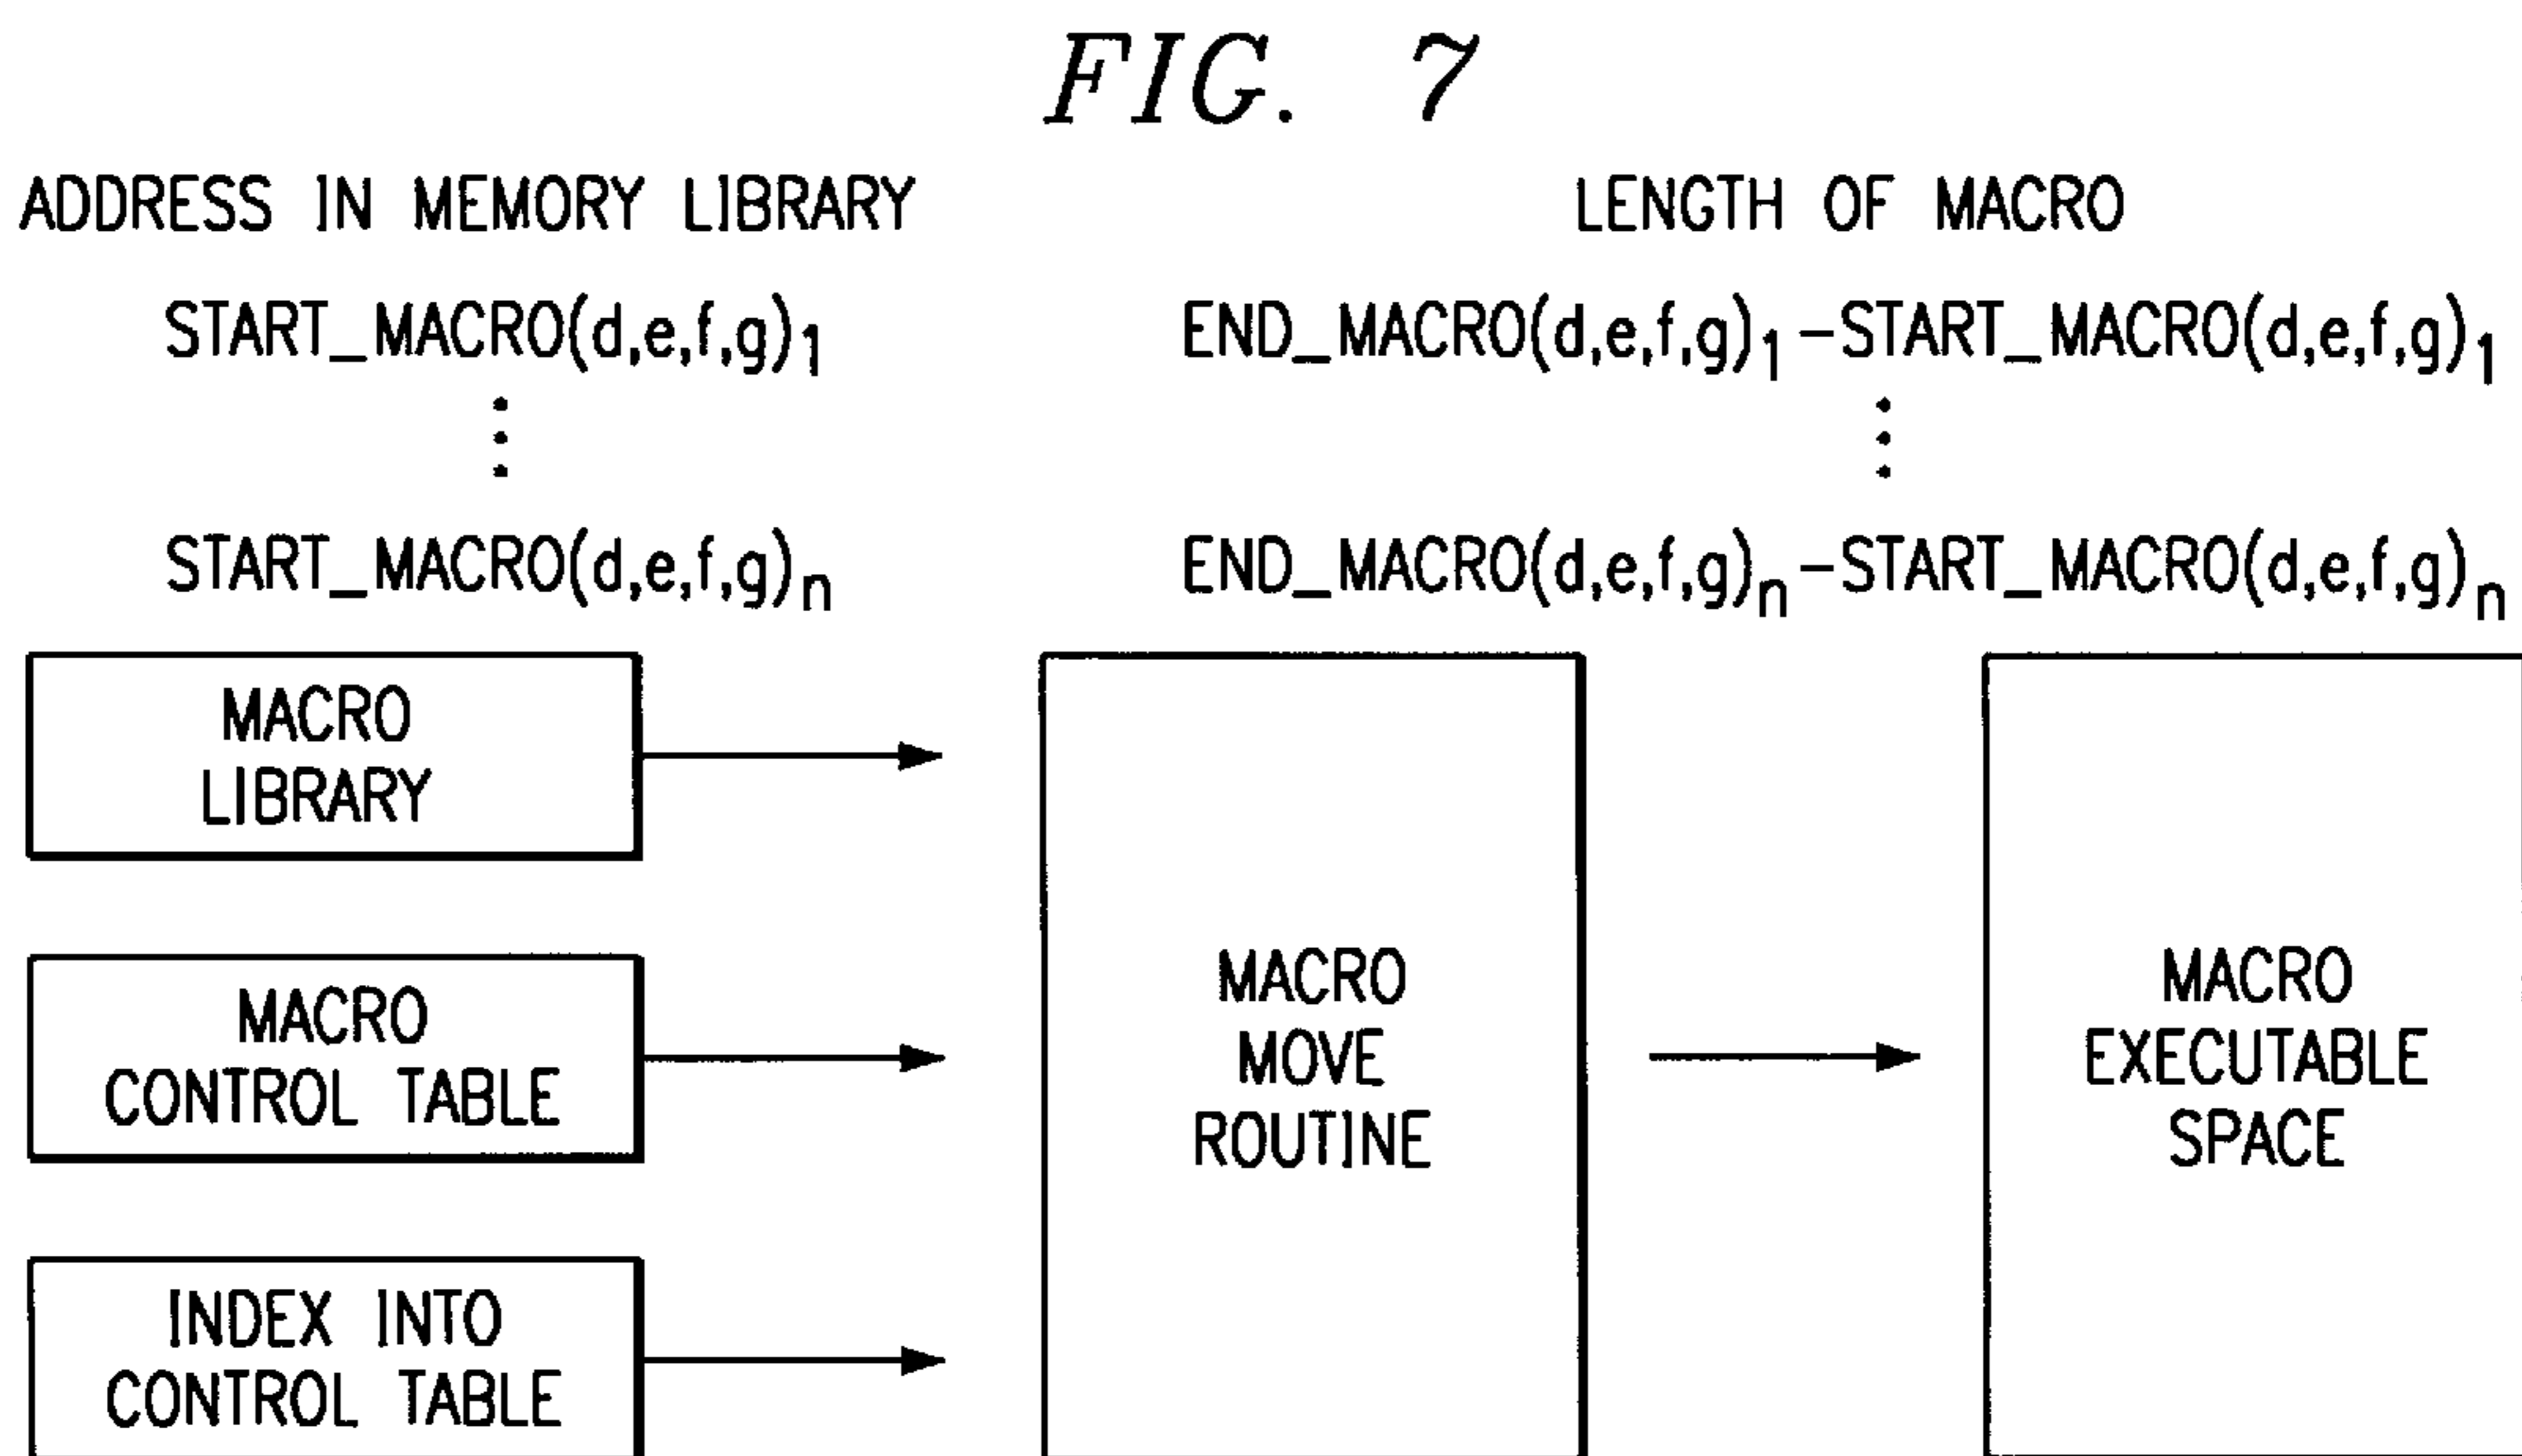 FIG. 7
ADDRESS IN MEMORY LIBRARY
LENGTH OF MACRO
START_MACRO(d,e,f,g)1
END_MACRO(d,e,f,g)1-START_MACRO(d,e,f,g)1
START_MACRO(d,e,f,g)n
END_MACRO(d,e,f,g)n-START_MACRO(d,e,f,g)n
MACRO
LIBRARY
MACRO
CONTROL TABLE
INDEX INTO
CONTROL TABLE
MACRO
MOVE
ROUTINE
MACRO
EXECUTABLE
SPACE